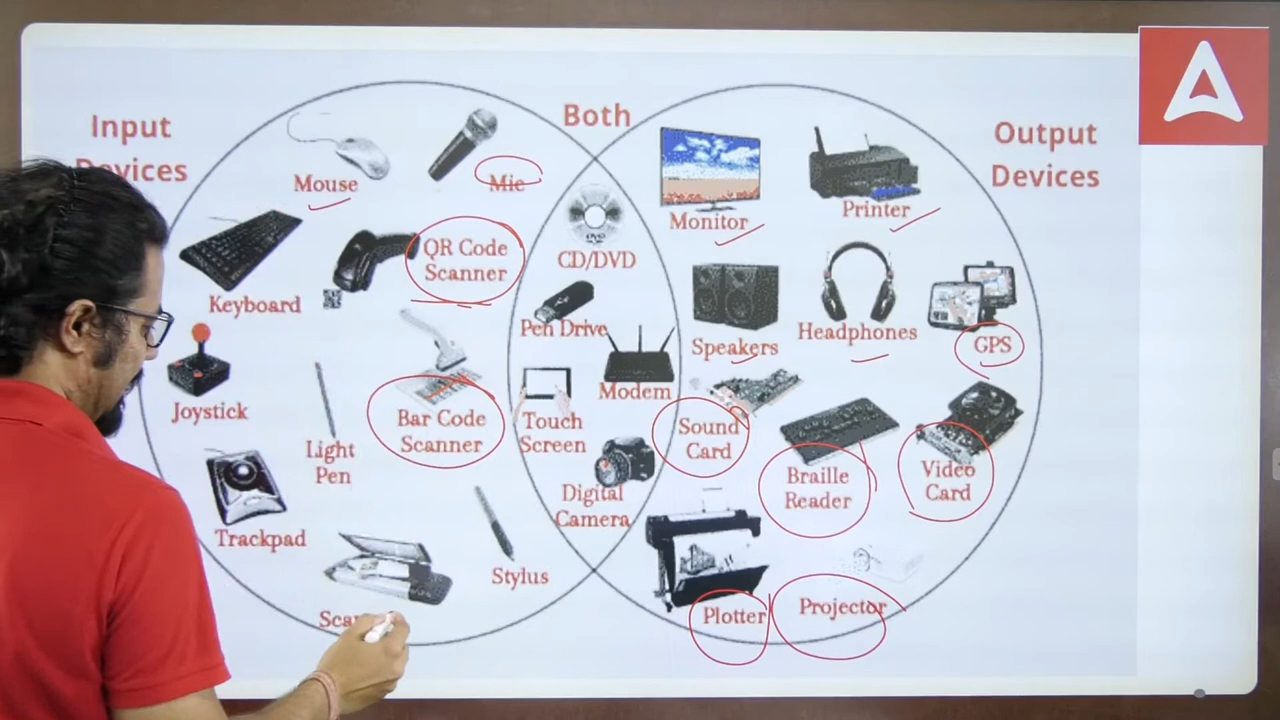 Input
Devices
Both
Output
Devices
Mouse
Mic
Monitor
Printer
QR Code
Scanner
CD/DVD
DVD
Keyboard
Pen Drive
Speakers
Headphones
GPS
Joystick
Bar Code
Scanner
Modem
Touch
Screen
Sound
Card
Light
Pen
Braille
Reader
Video
Card
Digital
Camera
Trackpad
Stylus
Plotter
Projector